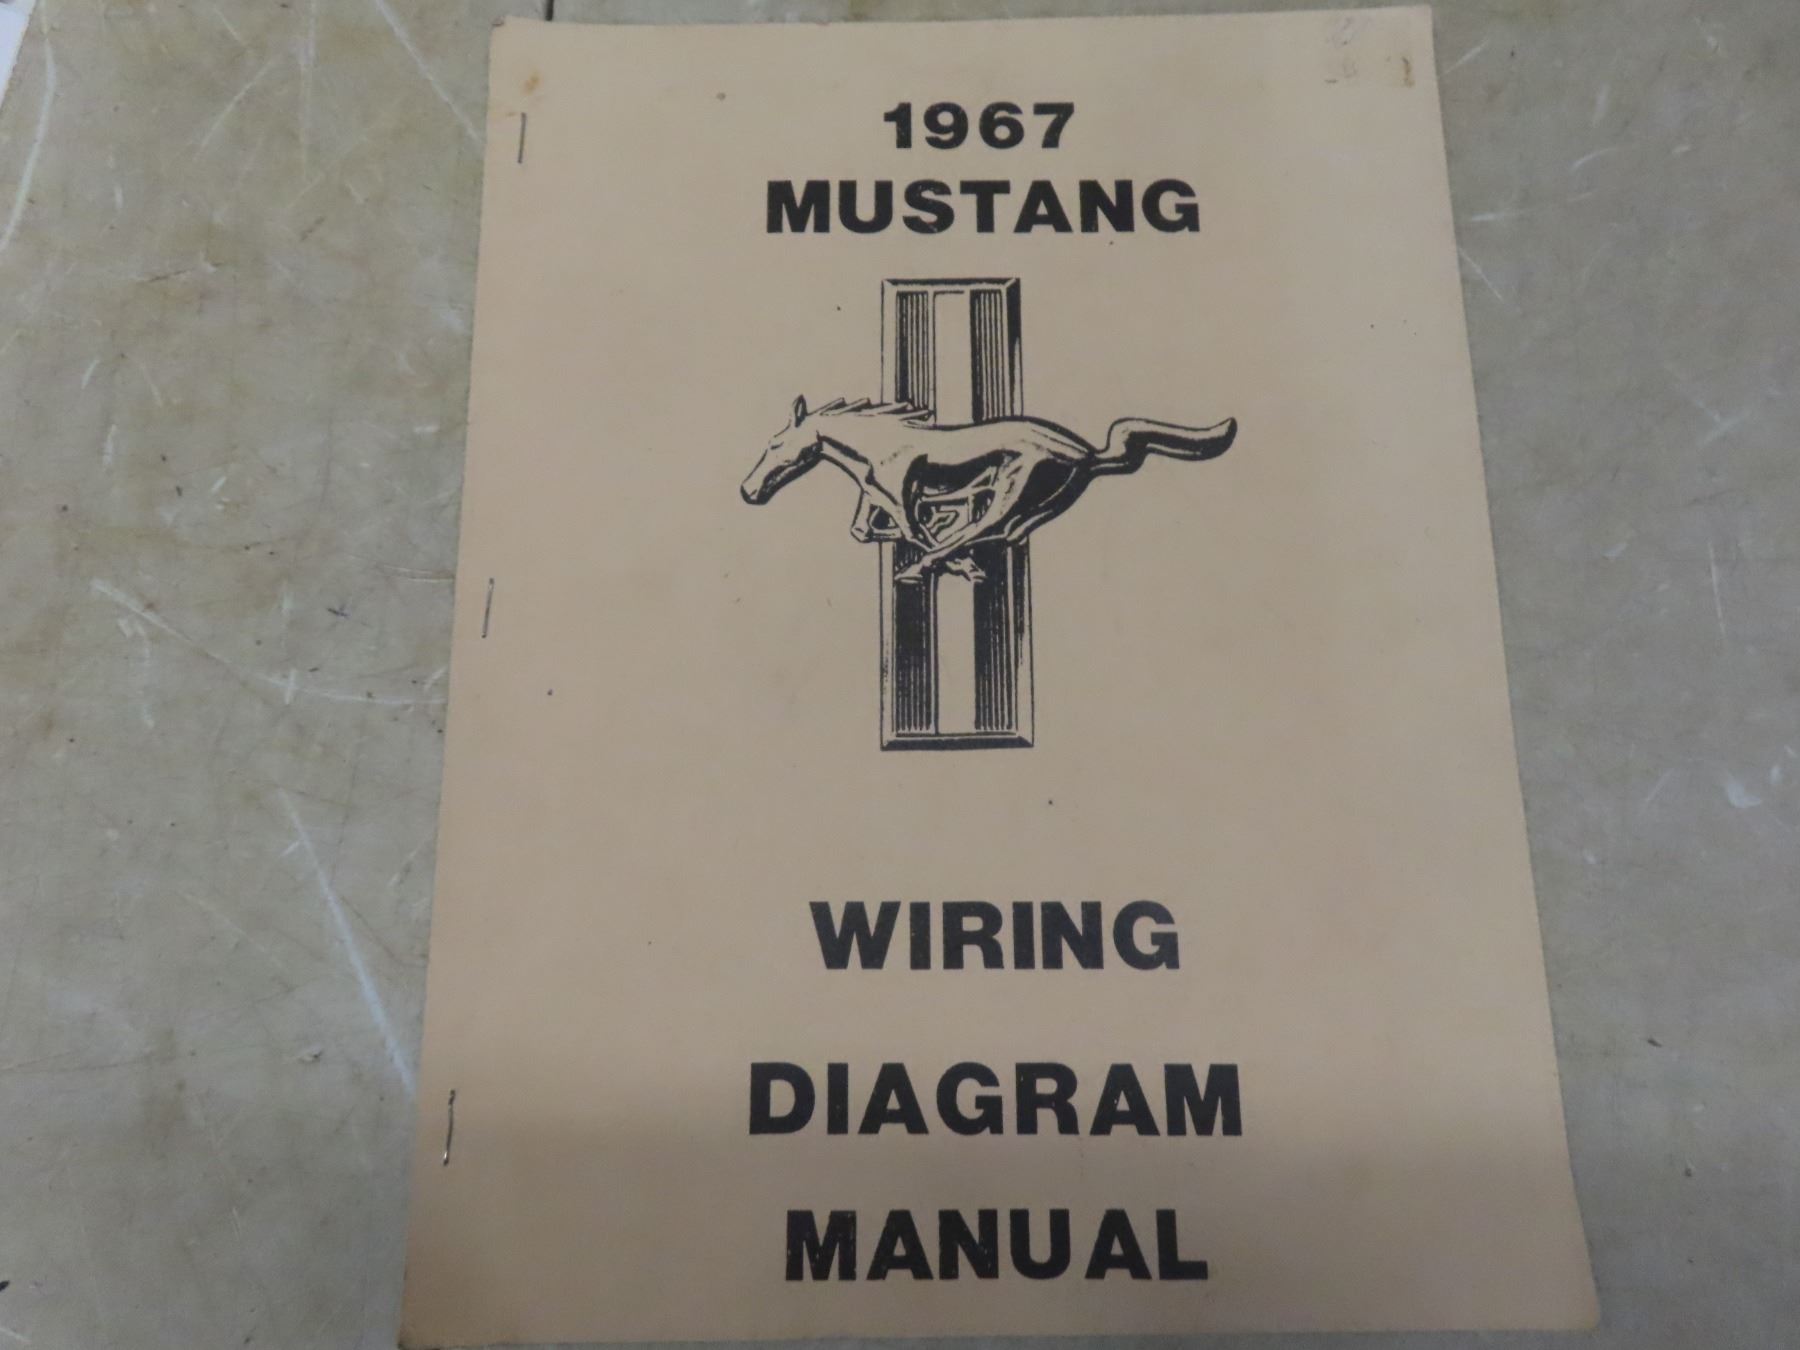 1967
MUSTANG
WIRING
DIAGRAM
MANUAL